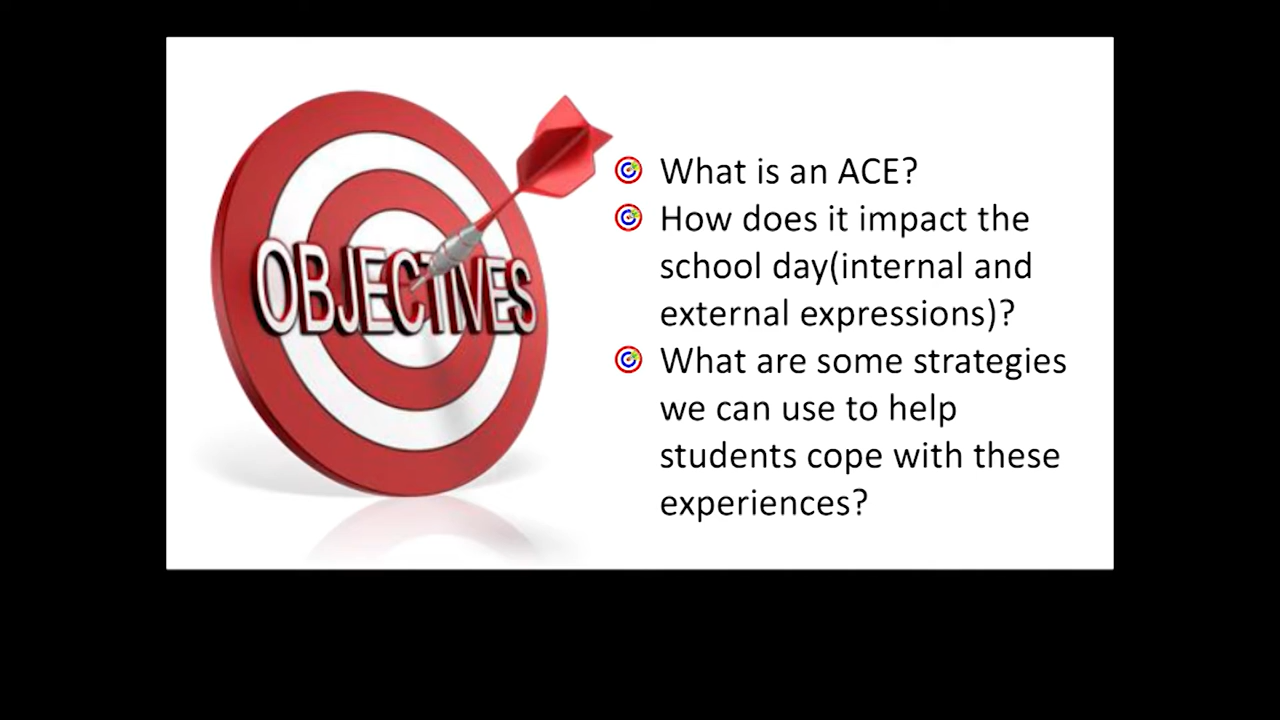 OBJECTIVES
What is an ACE?
How does it impact the
school day(internal and
external expressions)?
What are some strategies
we can use to help
students cope with these
experiences?